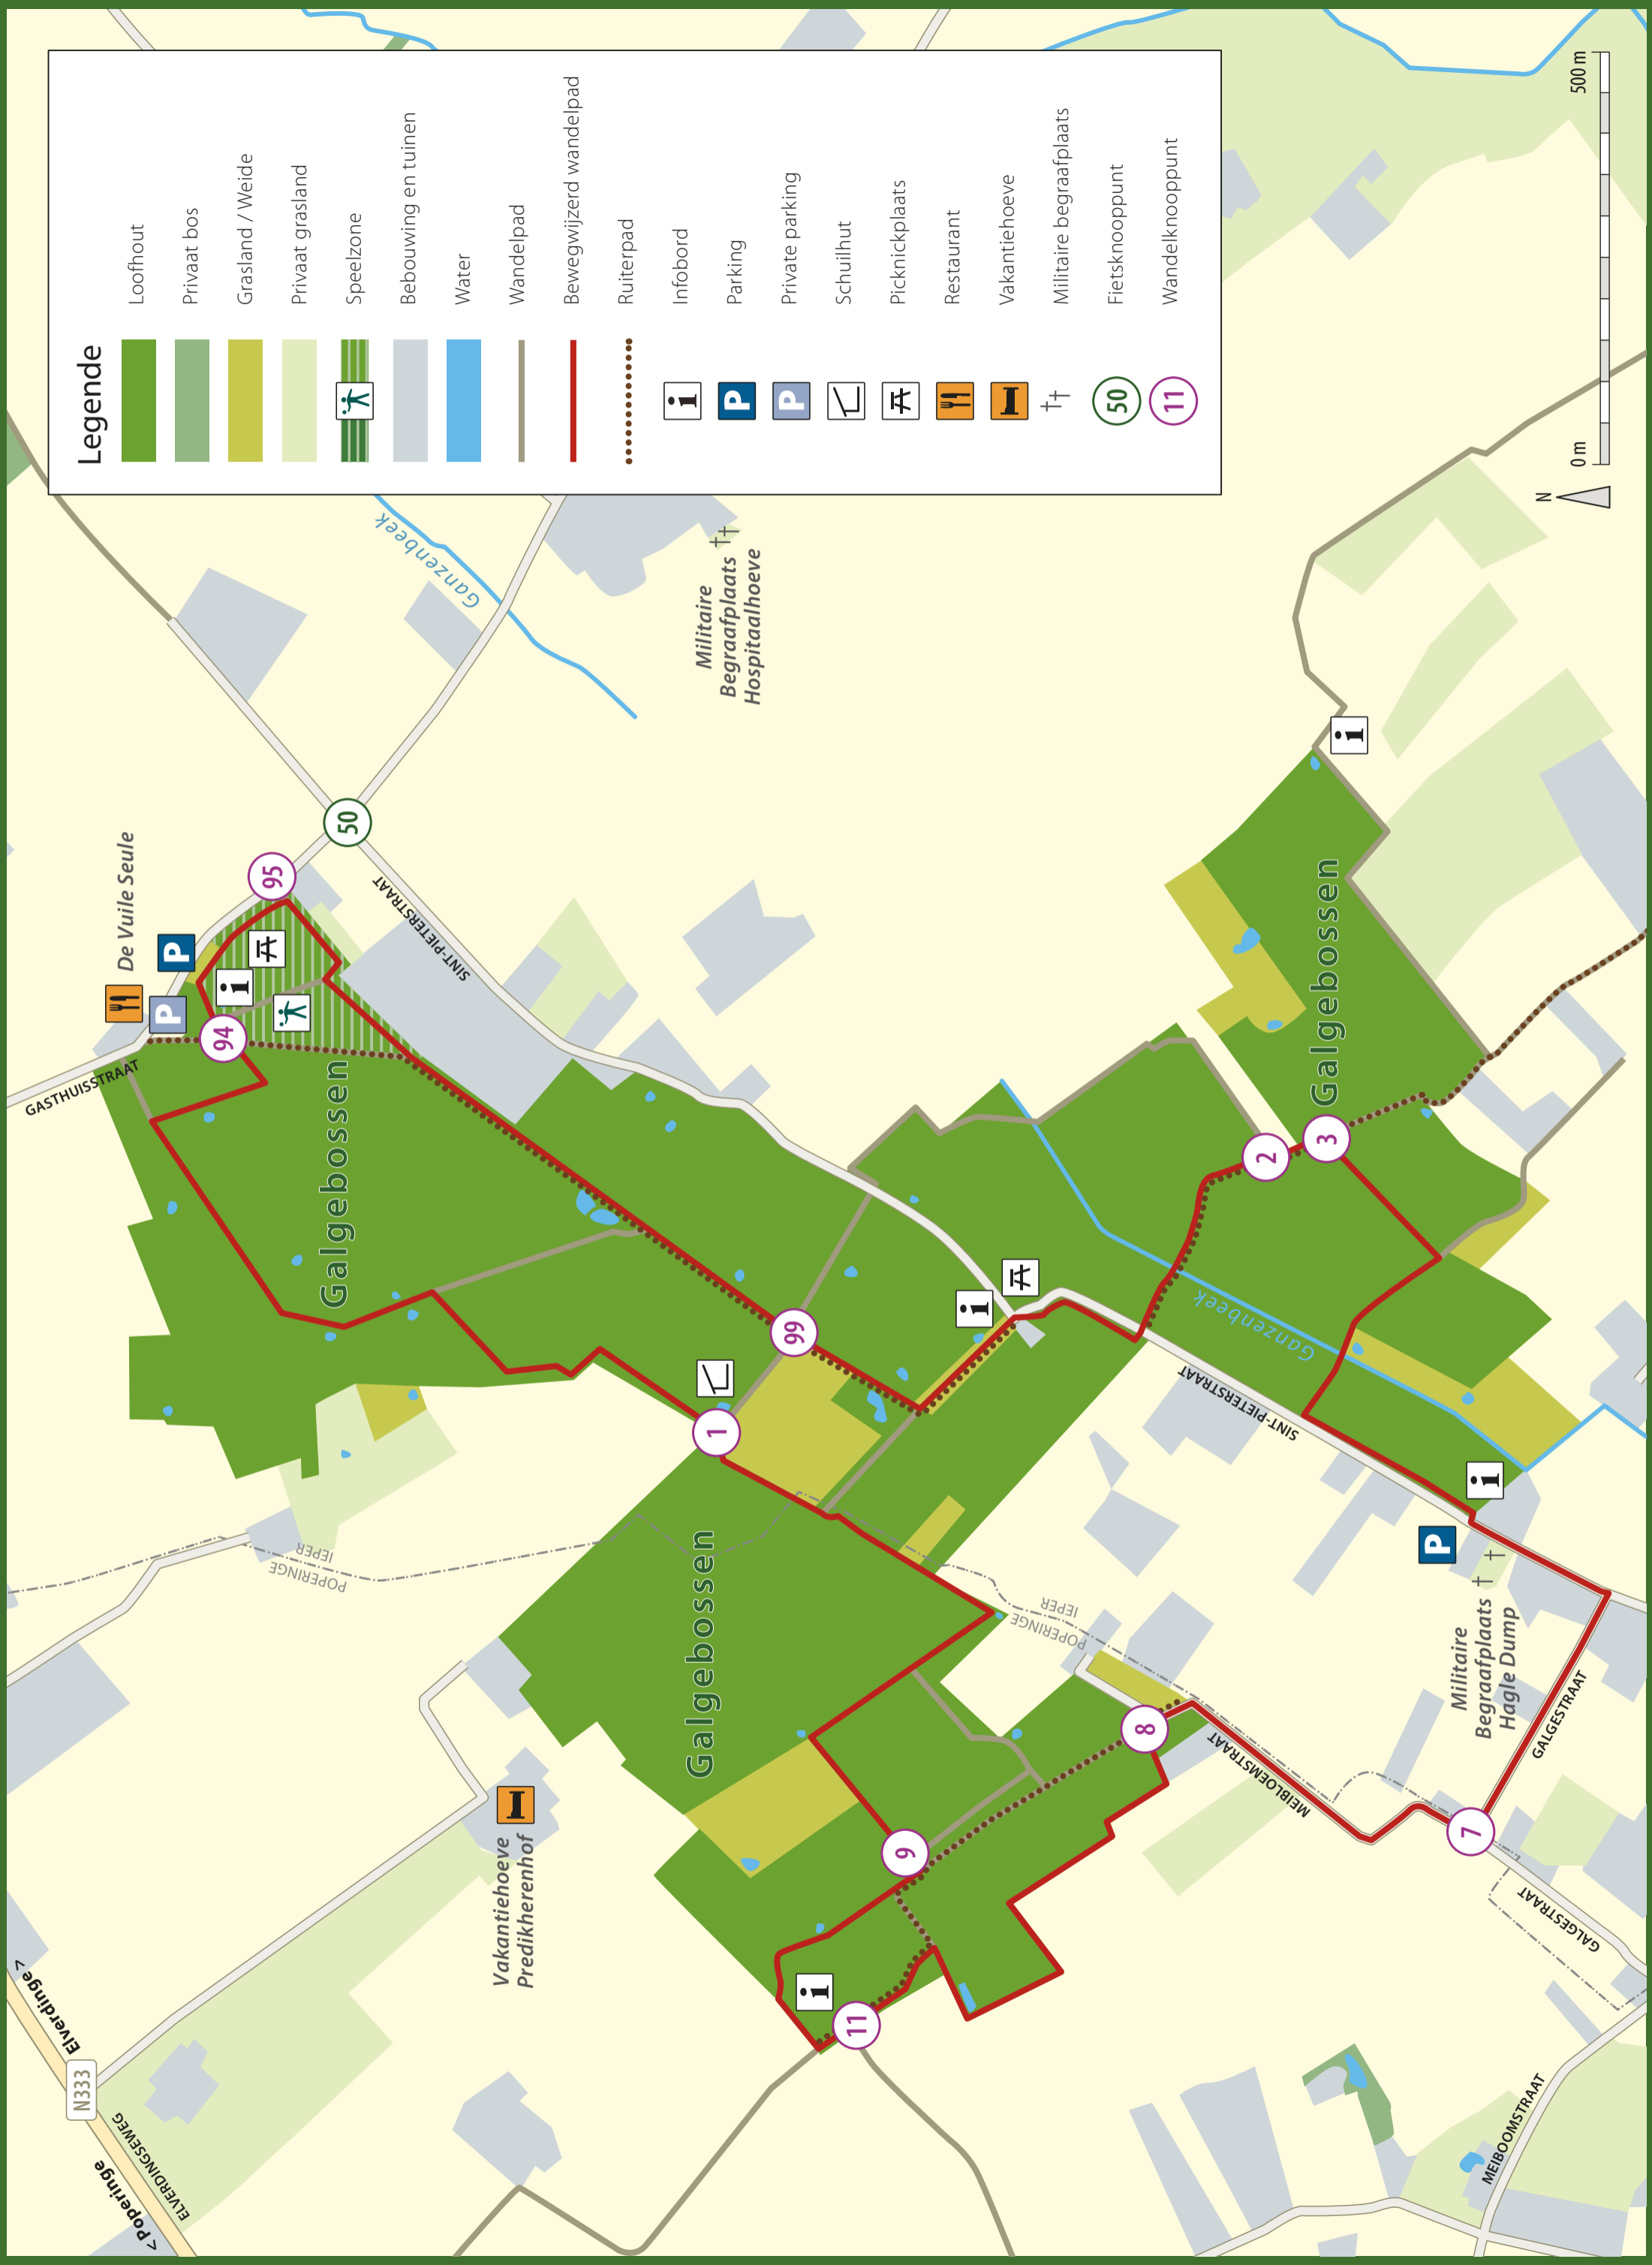 Legende
Loofhout
Privaat bos
Grasland / Weide
Privaat grasland
Speelzone
Bebouwing en tuinen
Water
Wandelpad
Bewegwijzerd wandelpad
Ruiterpad
i Infobord
P Parking
P Private parking
Schuilhut
Picknickplaats
Restaurant
Vakantiehoeve
Militaire begraafplaats
50 Fietsknooppunt
11 Wandelknooppunt
< Poperinge
ELVERDINGSEWEG
N333
Elverdinge >
Vakantiehoeve
Predikherenhof
POPERINGE
IEPER
GASTHUISSTRAAT
De Vuile Seule
P
P
i
94
95
50
Galgebossen
SINT-PIETERSTRAAT
Ganzenbeek
Militaire
Begraafplaats
Hospitaalhoeve
99
1
Galgebossen
i
9
11
i
POPERINGE
IEPER
8
MEIBLOEMSTRAAT
7
GALGESTRAAT
GALGESTRAAT
MEIBOOMSTRAAT
Militaire
Begraafplaats
Hagle Dump
P
i
SINT-PIETERSTRAAT
Ganzenbeek
2
3
Galgebossen
i
N
0 m
500 m